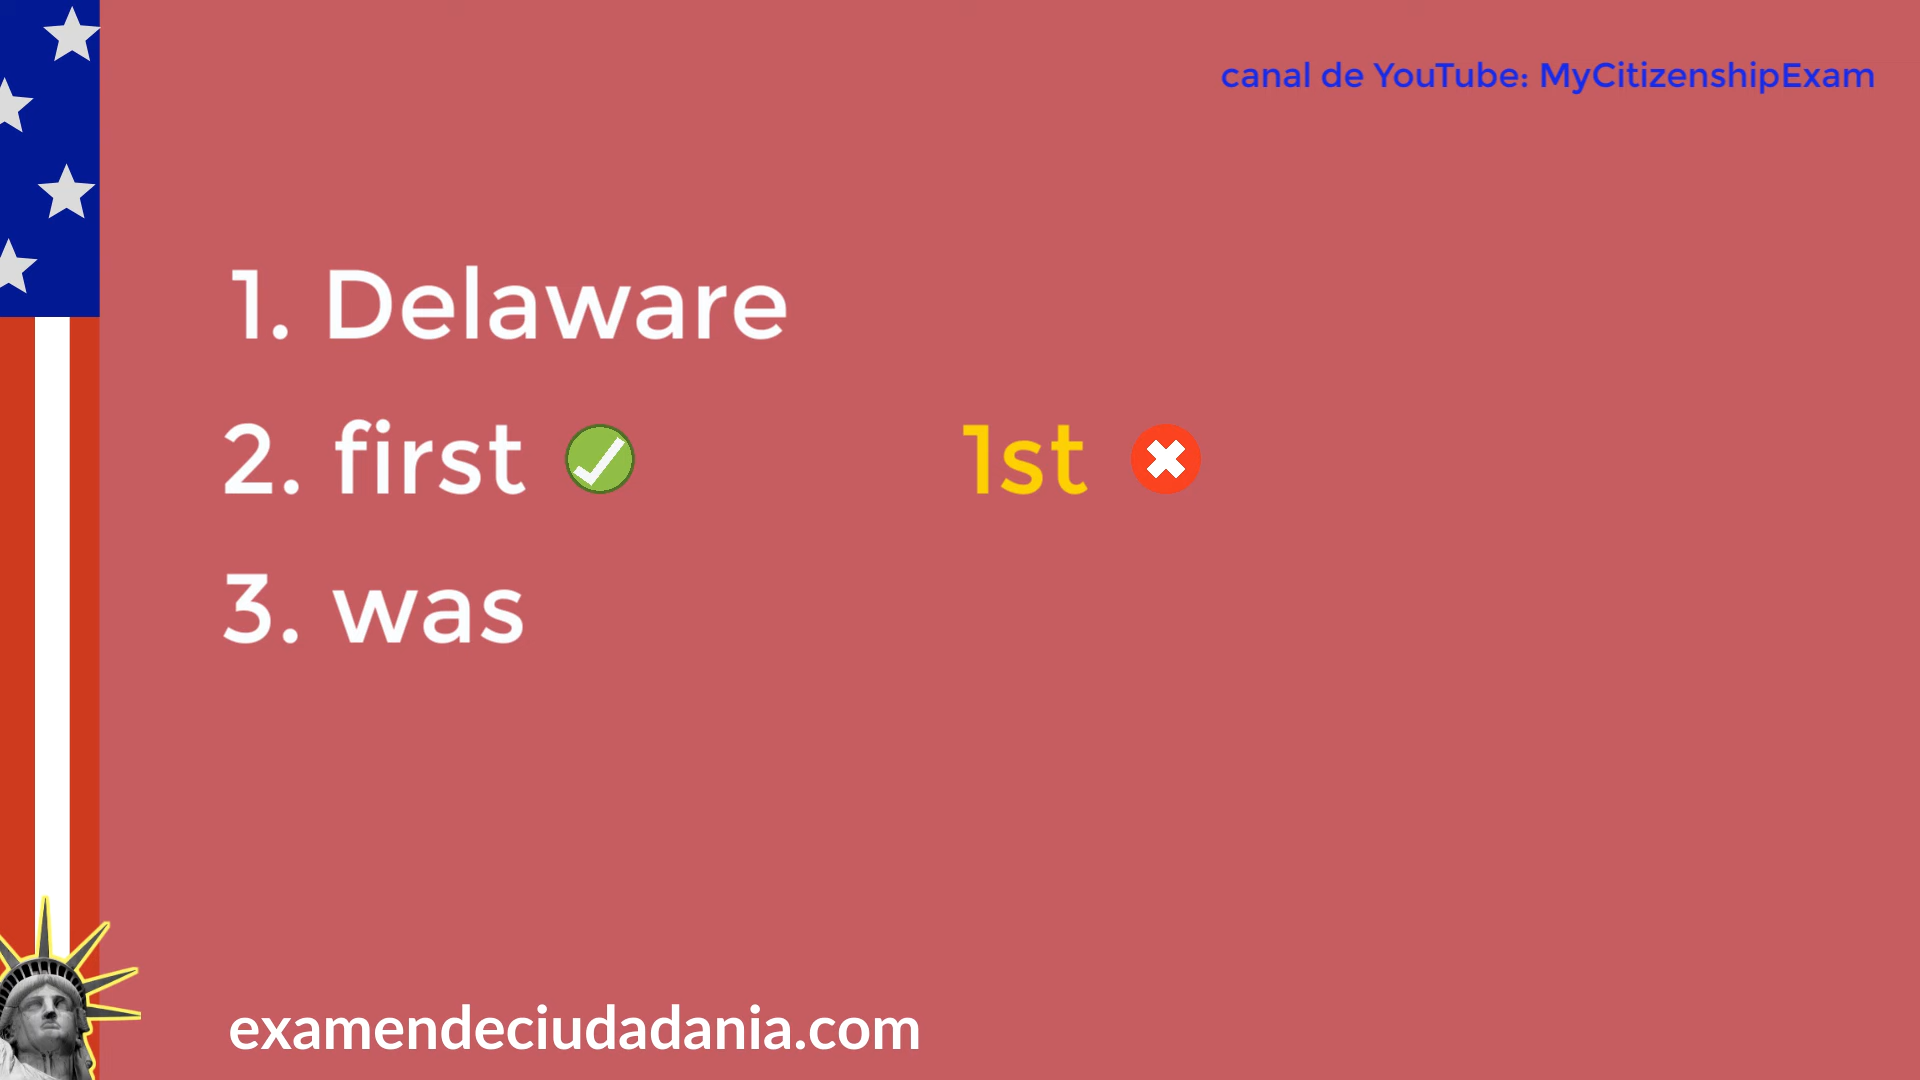 canal de YouTube: MyCitizenshipExam
1. Delaware
2. first 1st
3. was
examendeciudadania.com